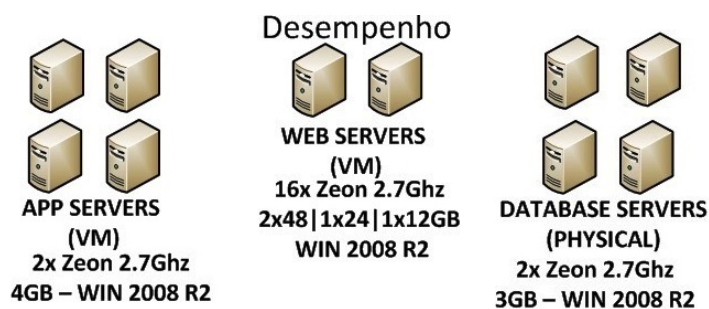 Desempenho
APP SERVERS
(VM)
2x Zeon 2.7Ghz
4GB – WIN 2008 R2
WEB SERVERS
(VM)
16x Zeon 2.7Ghz
2x48|1x24|1x12GB
WIN 2008 R2
DATABASE SERVERS
(PHYSICAL)
2x Zeon 2.7Ghz
3GB – WIN 2008 R2